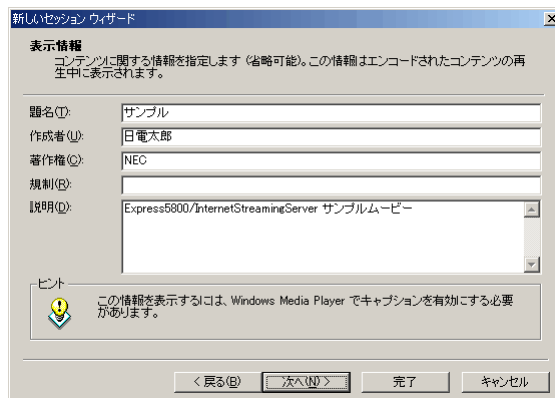 新しいセッション ウィザード
表示情報
コンテンツに関する情報を指定します (省略可能)。この情報はエンコードされたコンテンツの再
生中に表示されます。
題名(T): サンプル
作成者(U): 日電太郎
著作権(C): NEC
規制(R):
説明(D): Express5800/InternetStreamingServer サンプルムービー
ヒント
この情報を表示するには、Windows Media Player でキャプションを有効にする必要
があります。
< 戻る(B) 次へ(N) > 完了 キャンセル